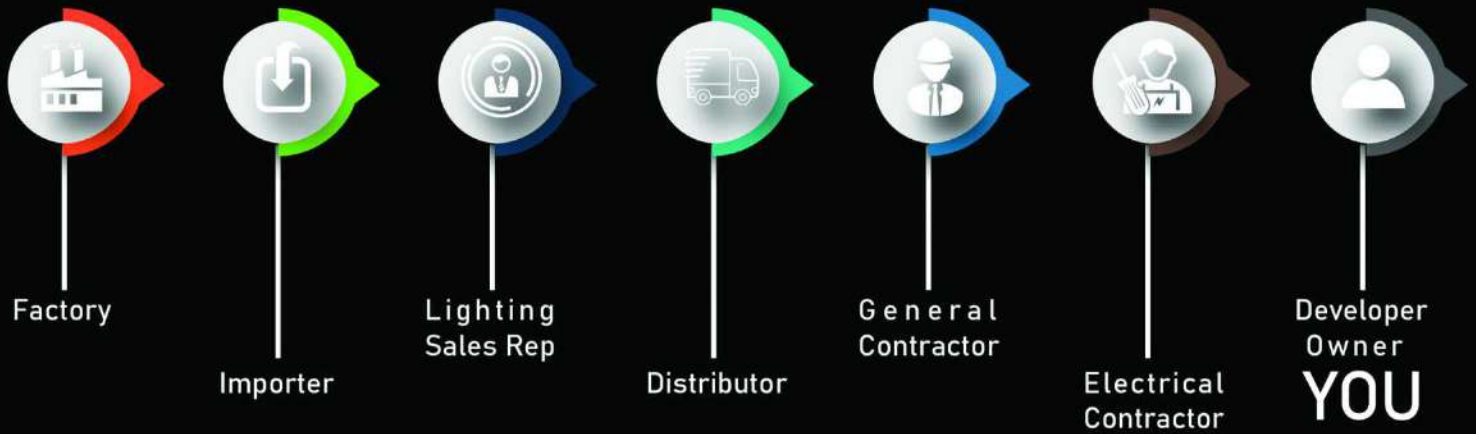 Factory
Importer
Lighting
Sales Rep
Distributor
General
Contractor
Electrical
Contractor
Developer
Owner
YOU